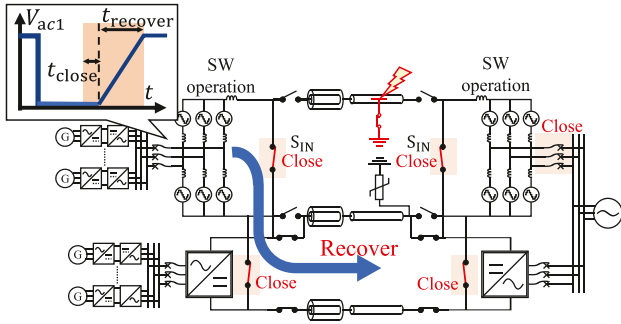 V_ac1
t_recover
t_close
t
SW
operation
SW
operation
Close
S_IN
Close
S_IN
Close
G
G
Recover
Close
Close
G
G